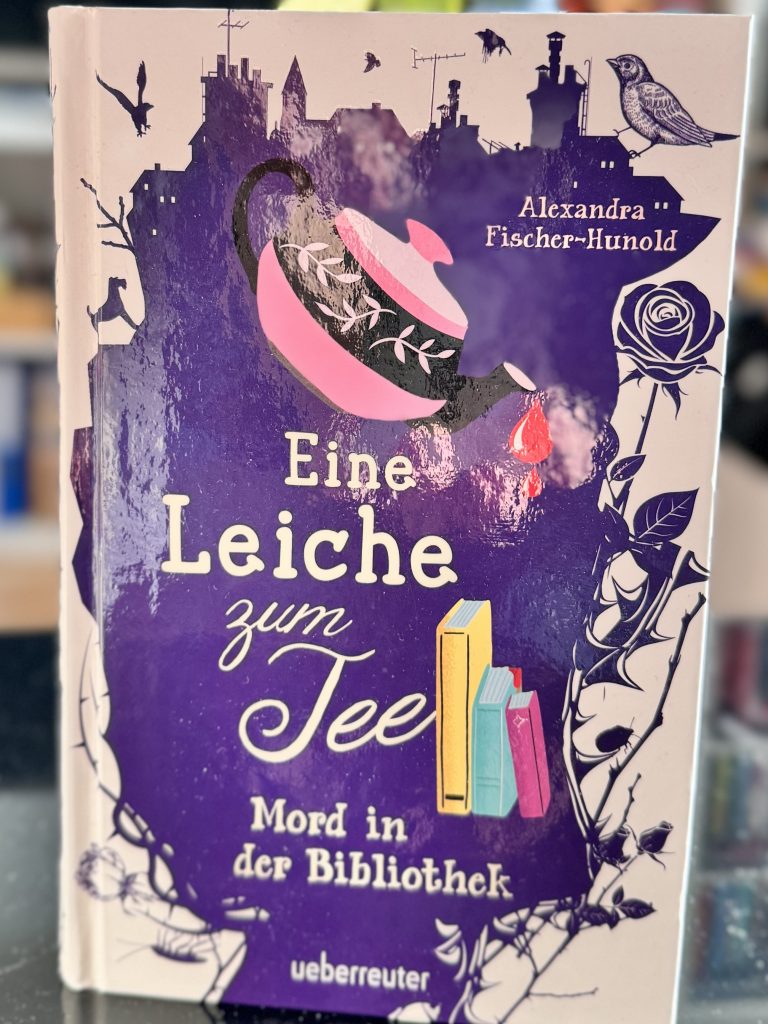 Alexandra
Fischer-Hunold
Eine
Leiche
zum
Tee
Mord in
der Bibliothek
ueberreuter